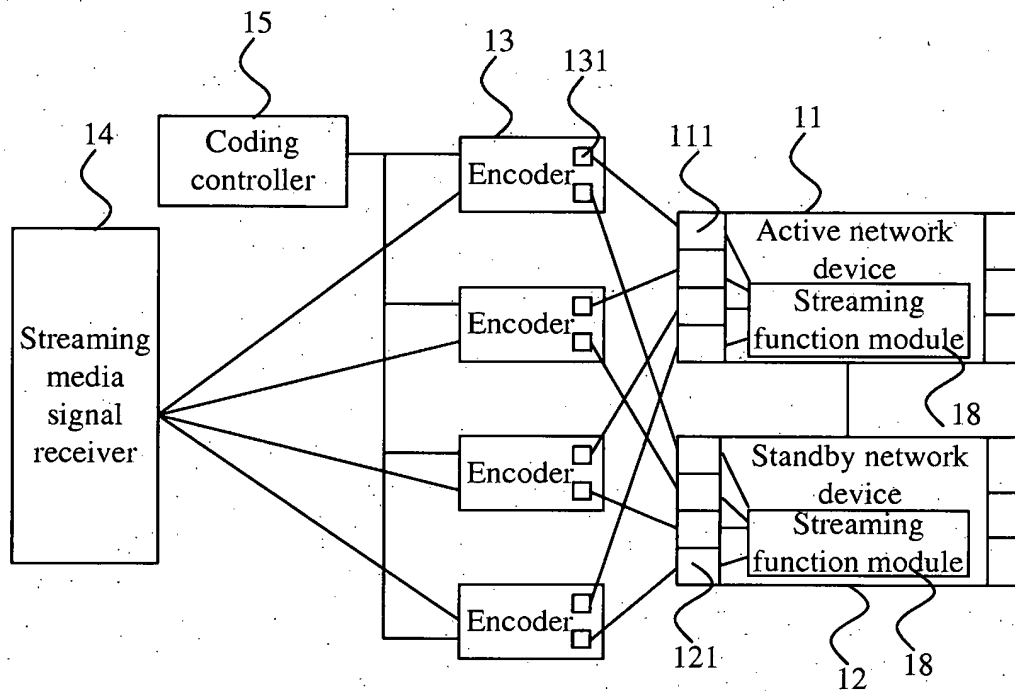 15
13
131
14
Coding
controller
Encoder
111
11
Active network
device
Streaming
function module
18
Streaming
media
signal
receiver
Encoder
Encoder
Standby network
device
Streaming
function module
Encoder
121
12
18